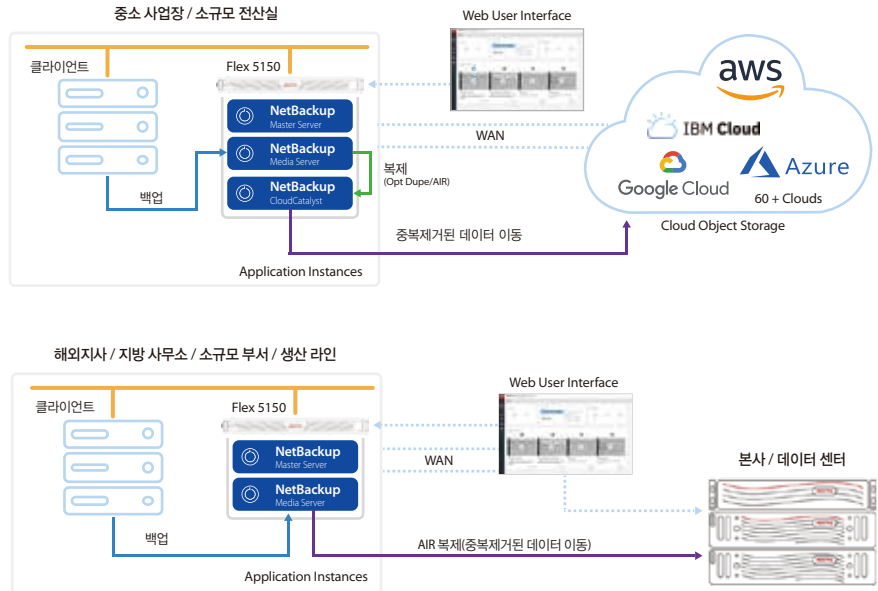 중소 사업장 / 소규모 전산실
Web User Interface
클라이언트
Flex 5150
aws
NetBackup
Master Server
WAN
IBM Cloud
NetBackup
Media Server
복제
(Opt Dupe/AIR)
Google Cloud
Azure
백업
NetBackup
CloudCatalyst
60 + Clouds
중복제거된 데이터 이동
Cloud Object Storage
Application Instances
해외지사 / 지방 사무소 / 소규모 부서 / 생산 라인
Web User Interface
클라이언트
Flex 5150
NetBackup
Master Server
WAN
본사 / 데이터 센터
NetBackup
Media Server
백업
AIR 복제(중복제거된 데이터 이동)
Application Instances